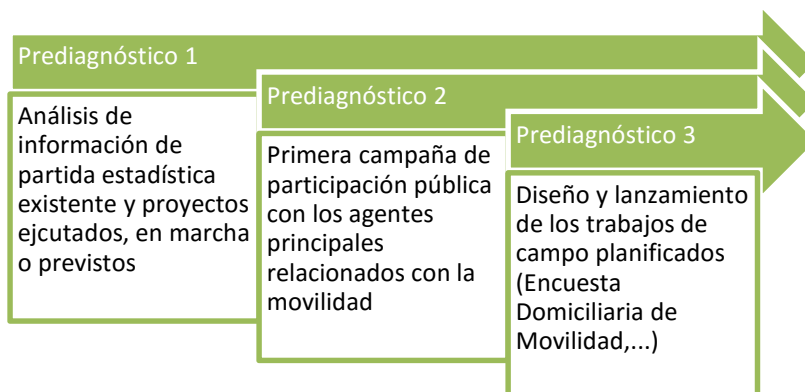 Prediagnóstico 1
Análisis de
información de
partida estadística
existente y proyectos
ejcutados, en marcha
o previstos
Prediagnóstico 2
Primera campaña de
participación pública
con los agentes
principales
relacionados con la
movilidad
Prediagnóstico 3
Diseño y lanzamiento
de los trabajos de
campo planificados
(Encuesta
Domiciliaria de
Movilidad,...)